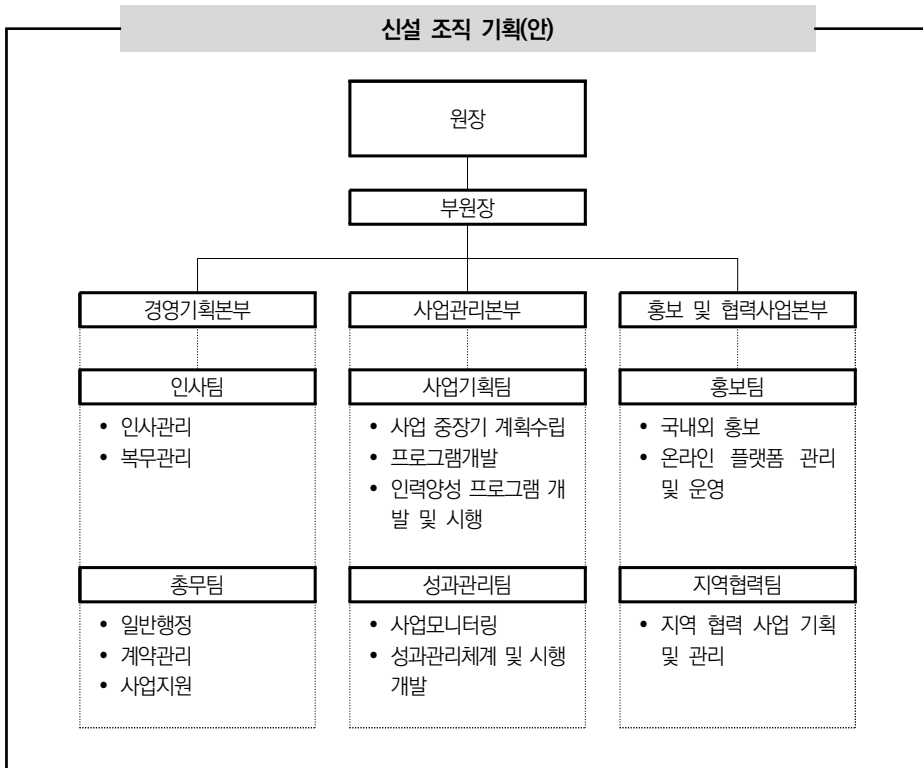 신설 조직 기획(안)
원장
부원장
경영기획본부
사업관리본부
홍보 및 협력사업본부
인사팀
• 인사관리
• 복무관리
사업기획팀
• 사업 중장기 계획수립
• 프로그램개발
• 인력양성 프로그램 개
발 및 시행
홍보팀
• 국내외 홍보
• 온라인 플랫폼 관리
및 운영
총무팀
• 일반행정
• 계약관리
• 사업지원
성과관리팀
• 사업모니터링
• 성과관리체계 및 시행
개발
지역협력팀
• 지역 협력 사업 기획
및 관리